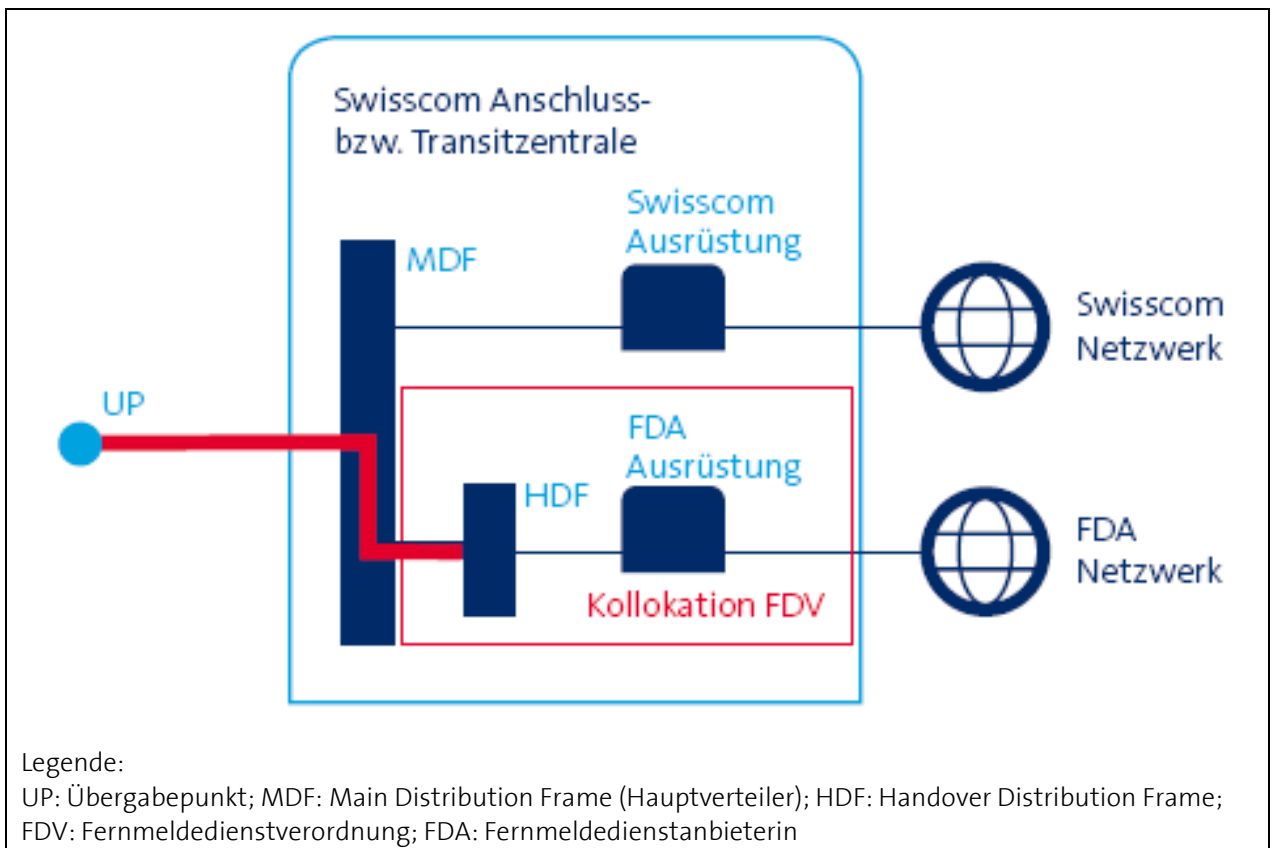 Swisscom Anschluss-
bzw. Transitzentrale
Swisscom
Ausrüstung
MDF
Swisscom
Netzwerk
UP
FDA
Ausrüstung
HDF
FDA
Netzwerk
Kollokation FDV
Legende:
UP: Übergabepunkt; MDF: Main Distribution Frame (Hauptverteiler); HDF: Handover Distribution Frame;
FDV: Fernmeldedienstverordnung; FDA: Fernmeldedienstanbieterin